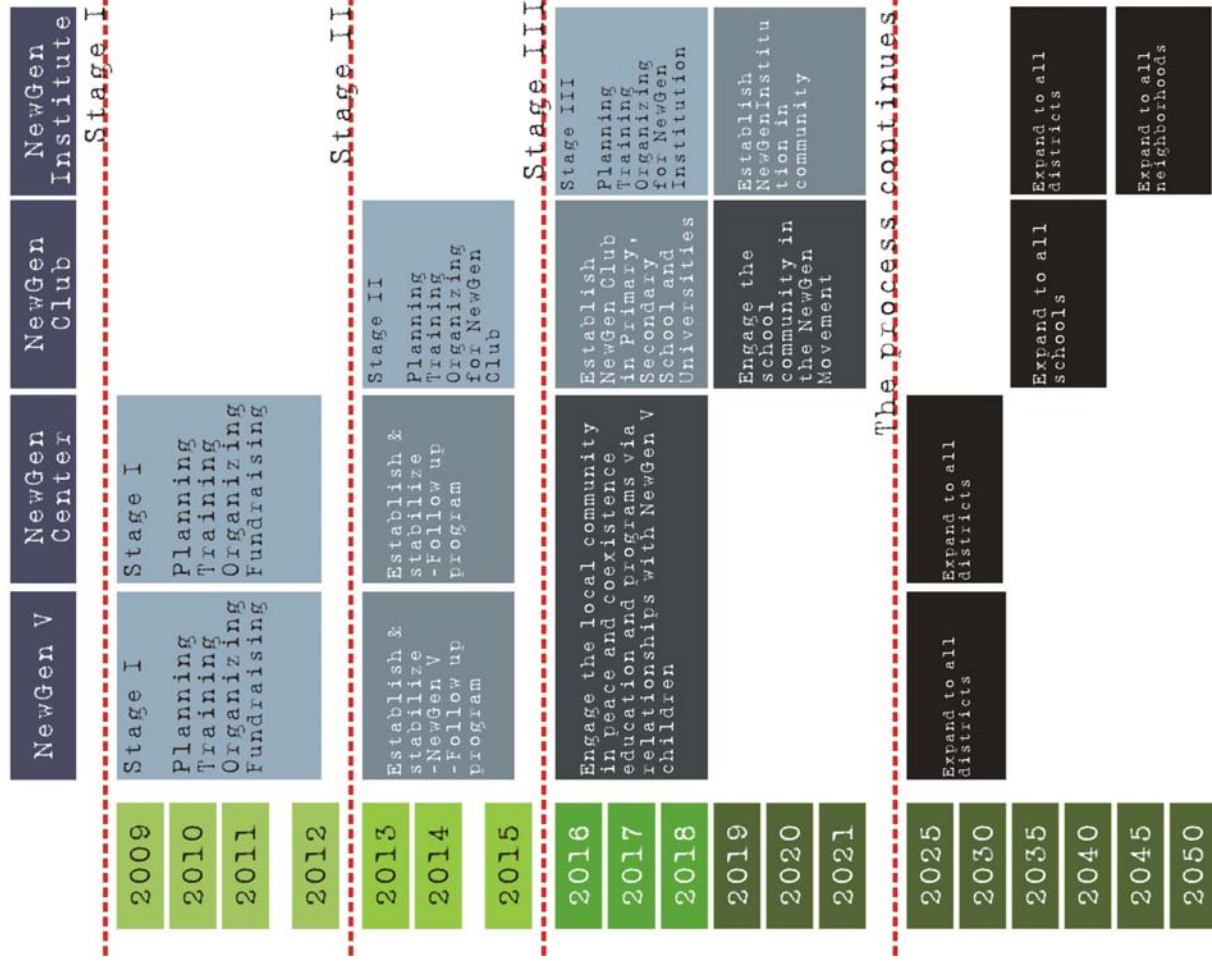 NewGen V
NewGen
Center
NewGen
Club
NewGen
Institute
Stage I
2009
2010
2011
2012
Stage I
Planning
Training
Organizing
Fundraising
Stage I
Planning
Training
Organizing
Fundraising
Stage II
2013
2014
2015
Establish &
stabilize
-NewGen V
-Follow up
program
Establish &
stabilize
-Follow up
program
Stage II
Planning
Training
Organizing
for NewGen
Club
Stage III
2016
2017
2018
Engage the local community
in peace and coexistence
education and programs via
relationships with NewGen V
children
Establish
NewGen Club
in Primary,
Secondary
School and
Universities
Stage III
Planning
Training
Organizing
for NewGen
Institution
2019
2020
2021
Engage the
school
community in
the NewGen
Movement
Establish
NewGenInstitu
tion in
community
The process continues
2025
2030
2035
2040
2045
2050
Expand to all
districts
Expand to all
districts
Expand to all
schools
Expand to all
districts
Expand to all
neighborhoods